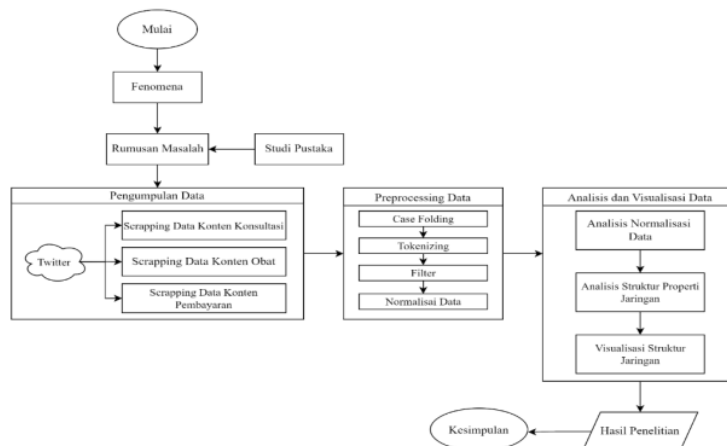 Mulai
Fenomena
Rumusan Masalah
Studi Pustaka
Pengumpulan Data
Twitter
Scrapping Data Konten Konsultasi
Scrapping Data Konten Obat
Scrapping Data Konten
Pembayaran
Preprocessing Data
Case Folding
Tokenizing
Filter
Normalisai Data
Analisis dan Visualisasi Data
Analisis Normalisasi
Data
Analisis Struktur Properti
Jaringan
Visualisasi Struktur
Jaringan
Hasil Penelitian
Kesimpulan